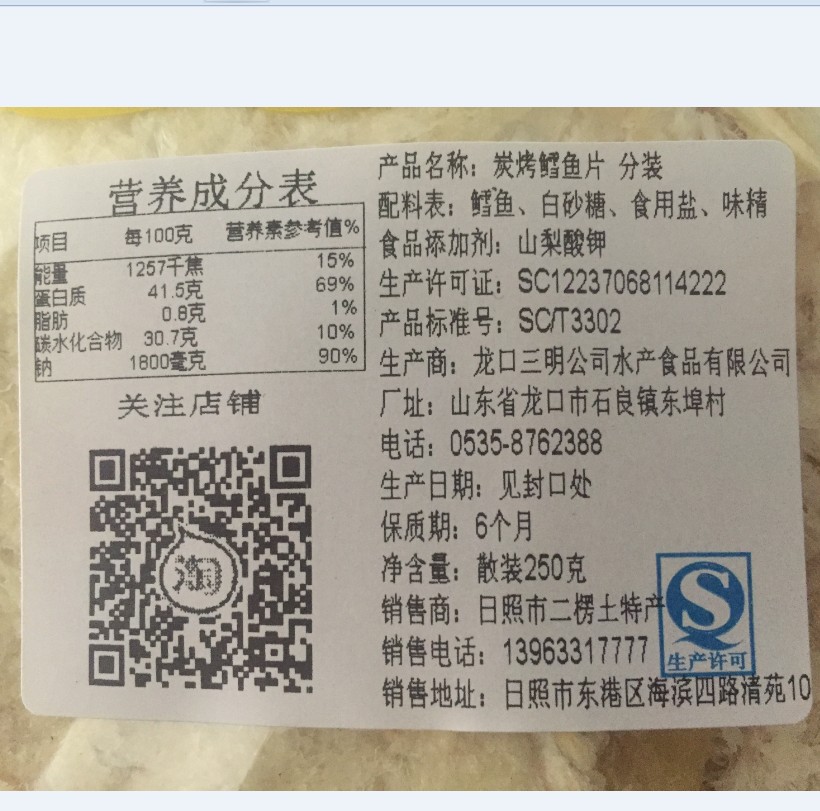 营养成分表
项目 每100克 营养素参考值%
能量 1257千焦 15%
蛋白质 41.5克 69%
脂肪 0.8克 1%
碳水化合物 30.7克 10%
钠 1800毫克 90%
关注店铺
淘
产品名称：炭烤鳕鱼片 分装
配料表：鳕鱼、白砂糖、食用盐、味精
食品添加剂：山梨酸钾
生产许可证：SC12237068114222
产品标准号：SC/T3302
生产商：龙口三明公司水产食品有限公司
厂址：山东省龙口市石良镇东埠村
电话：0535-8762388
生产日期：见封口处
保质期：6个月
净含量：散装250克
销售商：日照市二楞土特产
销售电话：13963317777
销售地址：日照市东港区海滨四路清苑10
生产许可